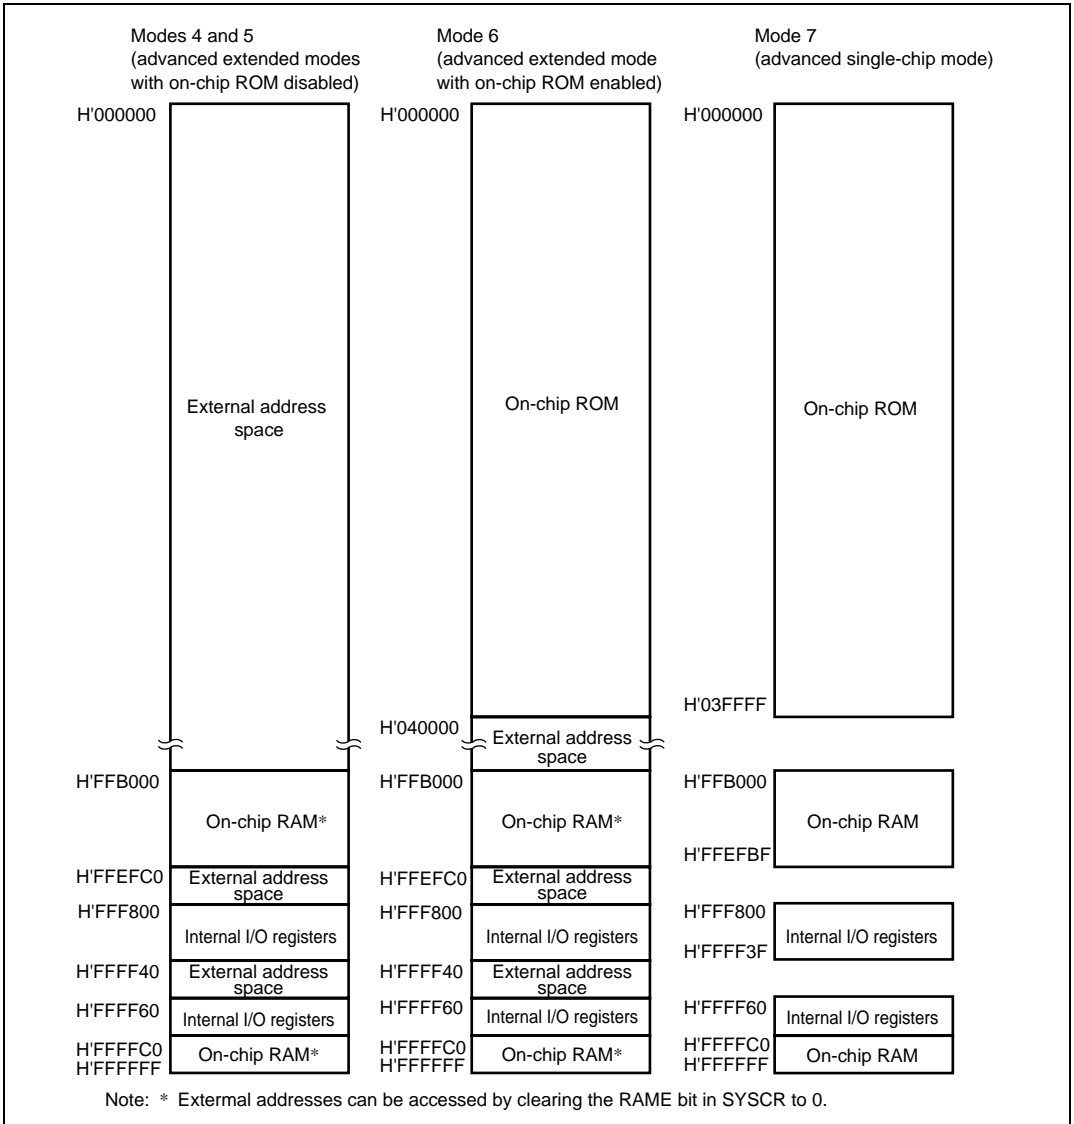 Modes 4 and 5
(advanced extended modes
with on-chip ROM disabled)
H'000000
External address
space
H'FFB000
On-chip RAM*
H'FFEFC0
External address
space
H'FFF800
Internal I/O registers
H'FFFF40
External address
space
H'FFFF60
Internal I/O registers
H'FFFFC0
On-chip RAM*
H'FFFFFF
Mode 6
(advanced extended mode
with on-chip ROM enabled)
H'000000
On-chip ROM
H'040000
External address
space
H'FFB000
On-chip RAM*
H'FFEFC0
External address
space
H'FFF800
Internal I/O registers
H'FFFF40
External address
space
H'FFFF60
Internal I/O registers
H'FFFFC0
On-chip RAM*
H'FFFFFF
Mode 7
(advanced single-chip mode)
H'000000
On-chip ROM
H'03FFFF
H'FFB000
On-chip RAM
H'FFEFBF
H'FFF800
Internal I/O registers
H'FFFF3F
H'FFFF60
Internal I/O registers
H'FFFFC0
On-chip RAM
H'FFFFFF
Note: * Extermal addresses can be accessed by clearing the RAME bit in SYSCR to 0.